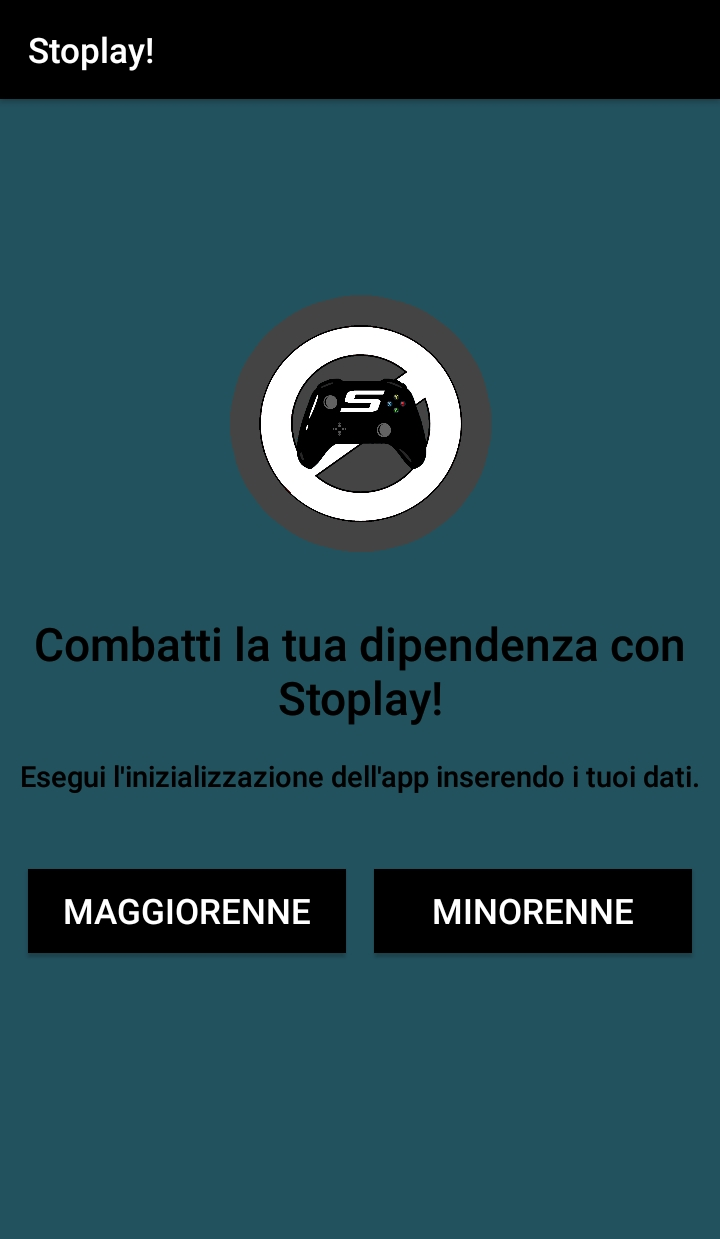 Stoplay!
S
Combatti la tua dipendenza con
Stoplay!
Esegui l'inizializzazione dell'app inserendo i tuoi dati.
MAGGIORENNE
MINORENNE